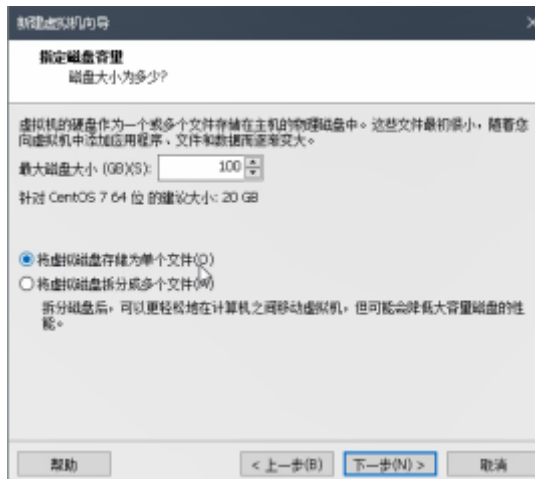 新建虚拟机向导
指定磁盘容量
磁盘大小为多少?
虚拟机的硬盘作为一个或多个文件存储在主机的物理磁盘中。这些文件最初很小，随着您
向虚拟机中添加应用程序、文件和数据而逐渐变大。
最大磁盘大小 (GB)(S): 100
针对 CentOS 7 64 位 的建议大小: 20 GB
将虚拟磁盘存储为单个文件(O)
将虚拟磁盘拆分成多个文件(M)
拆分磁盘后，可以更轻松地在计算机之间移动虚拟机，但可能会降低大容量磁盘的性
能。
帮助 < 上一步(B) 下一步(N) > 取消